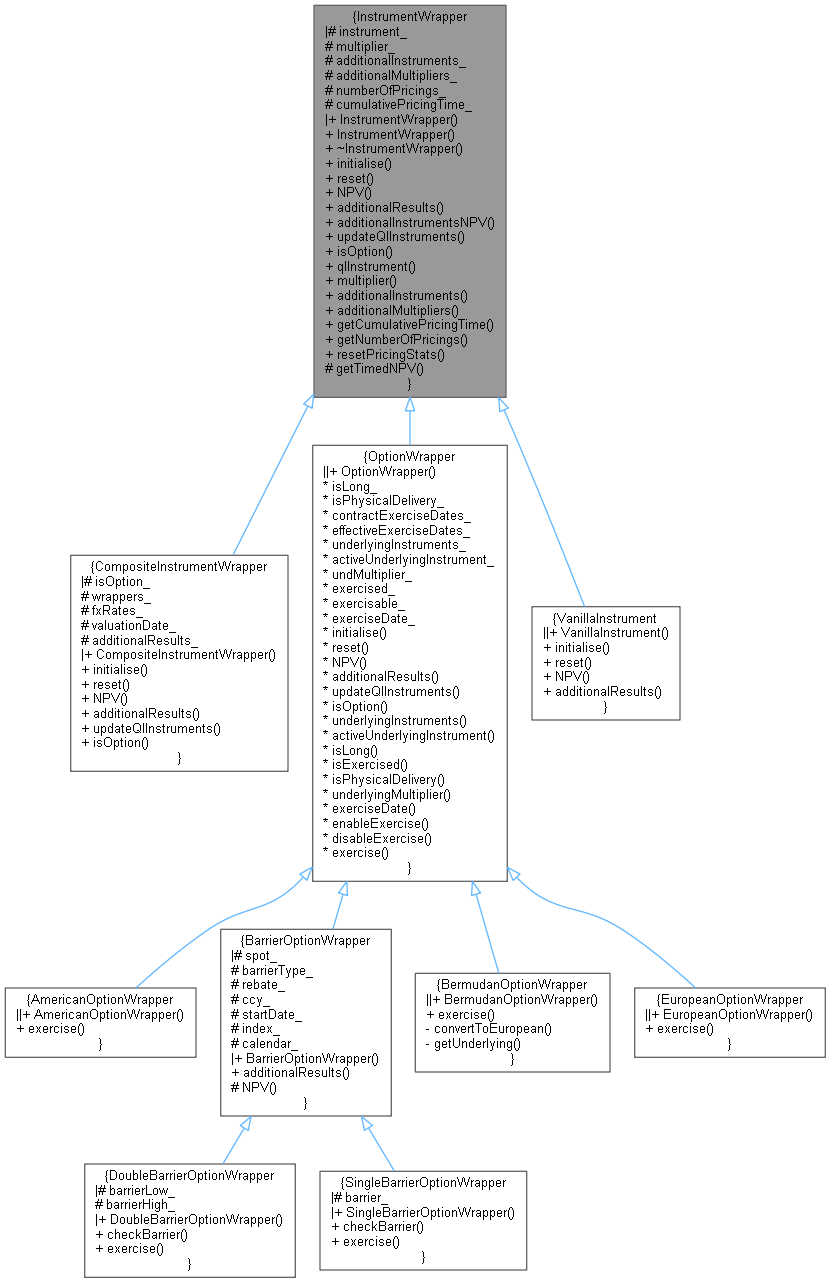 {InstrumentWrapper
|# instrument_
# multiplier_
# additionalInstruments_
# additionalMultipliers_
# numberOfPricings_
# cumulativePricingTime_
|+ InstrumentWrapper()
+ InstrumentWrapper()
+ ~InstrumentWrapper()
+ initialise()
+ reset()
+ NPV()
+ additionalResults()
+ additionalInstrumentsNPV()
+ updateQlInstruments()
+ isOption()
+ qlInstrument()
+ multiplier()
+ additionalInstruments()
+ additionalMultipliers()
+ getCumulativePricingTime()
+ getNumberOfPricings()
+ resetPricingStats()
# getTimedNPV()
}
{CompositeInstrumentWrapper
|# isOption_
# wrappers_
# fxRates_
# valuationDate_
# additionalResults_
|+ CompositeInstrumentWrapper()
+ initialise()
+ reset()
+ NPV()
+ additionalResults()
+ updateQlInstruments()
+ isOption()
}
{OptionWrapper
||+ OptionWrapper()
* isLong_
* isPhysicalDelivery_
* contractExerciseDates_
* effectiveExerciseDates_
* underlyingInstruments_
* activeUnderlyingInstrument_
* undMultiplier_
* exercised_
* exercisable_
* exerciseDate_
* initialise()
* reset()
* NPV()
* additionalResults()
* updateQlInstruments()
* isOption()
* underlyingInstruments()
* activeUnderlyingInstrument()
* isLong()
* isExercised()
* isPhysicalDelivery()
* underlyingMultiplier()
* exerciseDate()
* enableExercise()
* disableExercise()
* exercise()
}
{VanillaInstrument
||+ VanillaInstrument()
+ initialise()
+ reset()
+ NPV()
+ additionalResults()
}
{AmericanOptionWrapper
||+ AmericanOptionWrapper()
+ exercise()
}
{BarrierOptionWrapper
|# spot_
# barrierType_
# rebate_
# ccy_
# startDate_
# index_
# calendar_
|+ BarrierOptionWrapper()
+ additionalResults()
# NPV()
}
{BermudanOptionWrapper
||+ BermudanOptionWrapper()
+ exercise()
- convertToEuropean()
- getUnderlying()
}
{EuropeanOptionWrapper
||+ EuropeanOptionWrapper()
+ exercise()
}
{DoubleBarrierOptionWrapper
|# barrierLow_
# barrierHigh_
|+ DoubleBarrierOptionWrapper()
+ checkBarrier()
+ exercise()
}
{SingleBarrierOptionWrapper
|# barrier_
|+ SingleBarrierOptionWrapper()
+ checkBarrier()
+ exercise()
}